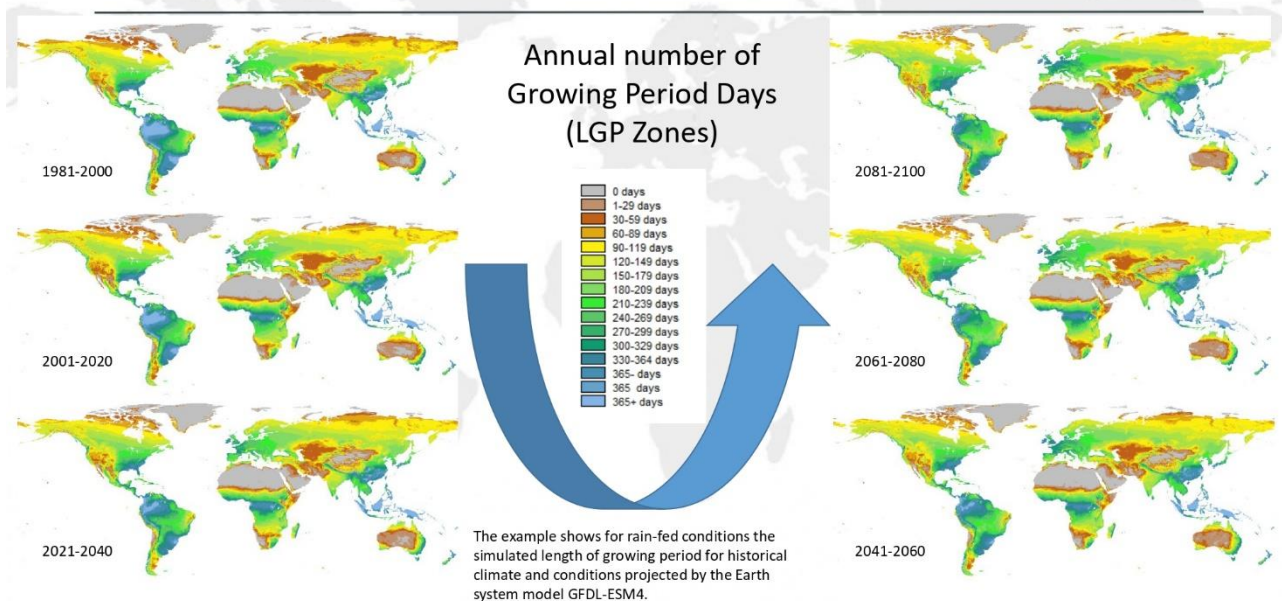 Annual number of
Growing Period Days
(LGP Zones)
1981-2000
2001-2020
2021-2040
0 days
1-29 days
30-59 days
60-89 days
90-119 days
120-149 days
150-179 days
180-209 days
210-239 days
240-269 days
270-299 days
300-329 days
330-364 days
365- days
365 days
365+ days
The example shows for rain-fed conditions the
simulated length of growing period for historical
climate and conditions projected by the Earth
system model GFDL-ESM4.
2081-2100
2061-2080
2041-2060